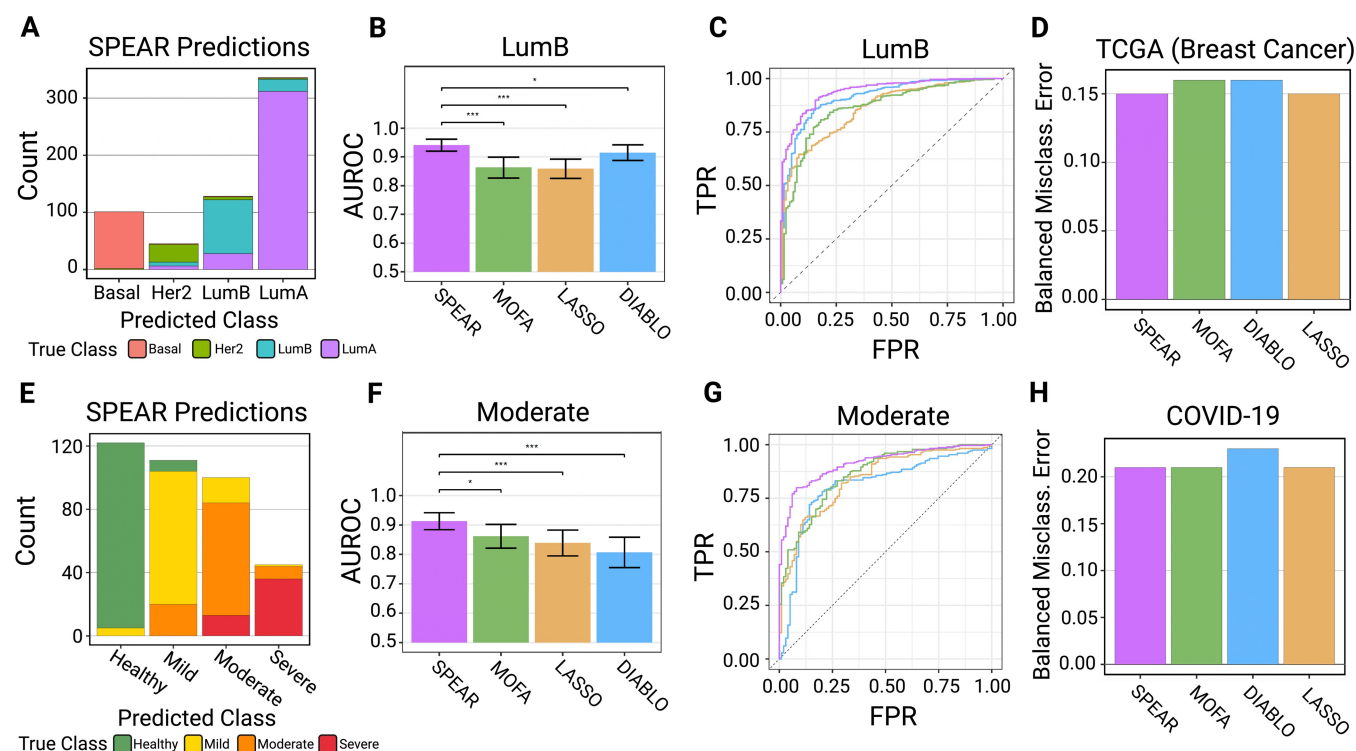 A
SPEAR Predictions
Count
300
200
100
0
Basal Her2 LumB LumA
Predicted Class
True Class Basal Her2 LumB LumA
B
LumB
*
***
***
AUROC
1.0
0.9
0.8
0.7
0.6
0.5
SPEAR MOFA LASSO DIABLO
C
LumB
TPR
1.00
0.75
0.50
0.25
0.00
0.00 0.25 0.50 0.75 1.00
FPR
D
TCGA (Breast Cancer)
Balanced Misclass. Error
0.15
0.10
0.05
0.00
SPEAR MOFA DIABLO LASSO
E
SPEAR Predictions
Count
120
80
40
0
Healthy Mild Moderate Severe
Predicted Class
True Class Healthy Mild Moderate Severe
F
Moderate
***
***
*
AUROC
1.0
0.9
0.8
0.7
0.6
0.5
SPEAR MOFA LASSO DIABLO
G
Moderate
TPR
1.00
0.75
0.50
0.25
0.00
0.00 0.25 0.50 0.75 1.00
FPR
H
COVID-19
Balanced Misclass. Error
0.20
0.15
0.10
0.05
0.00
SPEAR MOFA DIABLO LASSO